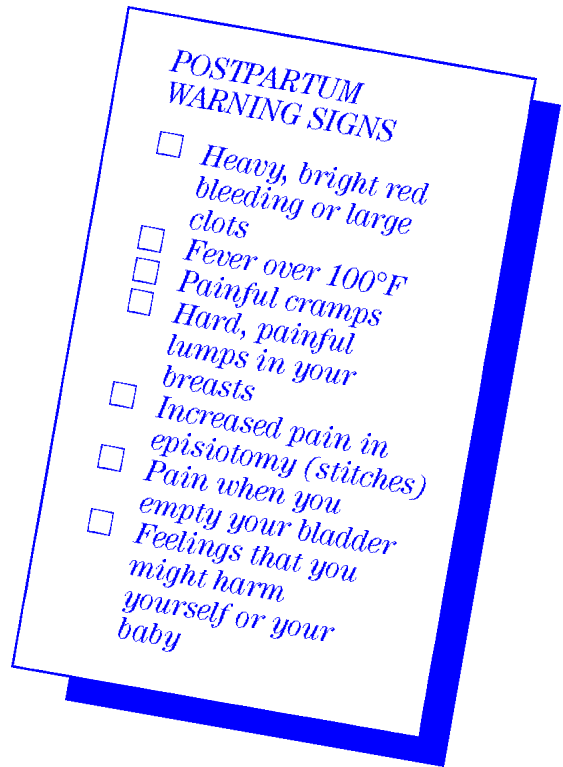 POSTPARTUM
WARNING SIGNS
Heavy, bright red
bleeding or large
clots
Fever over 100°F
Painful cramps
Hard, painful
lumps in your
breasts
Increased pain in
episiotomy (stitches)
Pain when you
empty your bladder
Feelings that you
might harm
yourself or your
baby